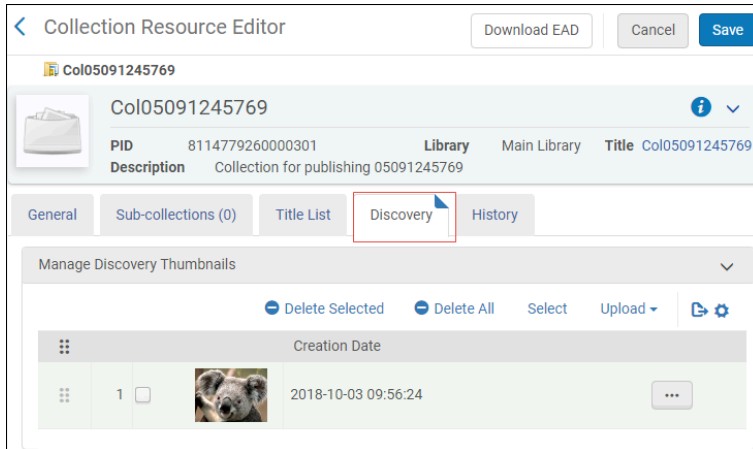 Collection Resource Editor Download EAD Cancel Save
Col05091245769
Col05091245769
PID 8114779260000301 Library Main Library Title Col05091245769
Description Collection for publishing 05091245769
General Sub-collections (0) Title List Discovery History
Manage Discovery Thumbnails
Delete Selected Delete All Select Upload
Creation Date
1 2018-10-03 09:56:24